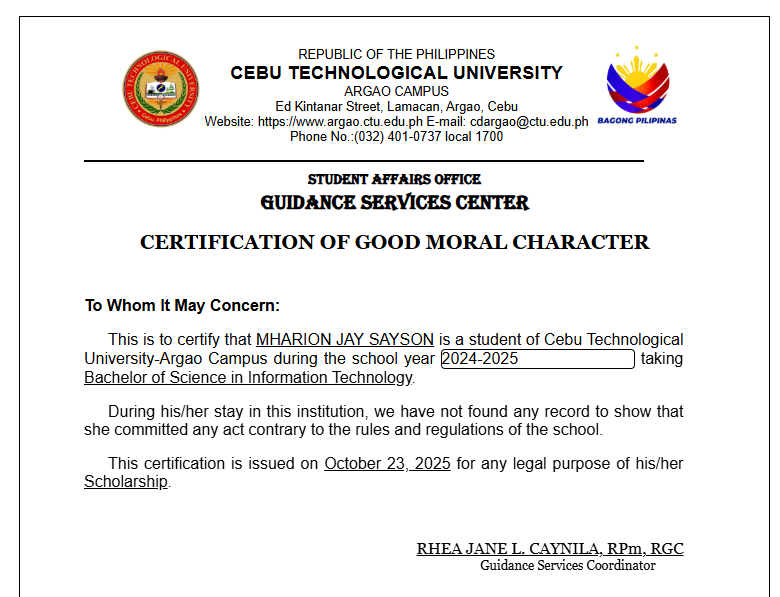 REPUBLIC OF THE PHILIPPINES
CEBU TECHNOLOGICAL UNIVERSITY
ARGAO CAMPUS
Ed Kintanar Street, Lamacan, Argao, Cebu
Website: https://www.argao.ctu.edu.ph E-mail: cdargao@ctu.edu.ph
Phone No.:(032) 401-0737 local 1700
CEBU TECHNOLOGICAL UNIVERSITY
Cebu, Philippines
BAGONG PILIPINAS
STUDENT AFFAIRS OFFICE
GUIDANCE SERVICES CENTER
CERTIFICATION OF GOOD MORAL CHARACTER
To Whom It May Concern:
This is to certify that MHARION JAY SAYSON is a student of Cebu Technological
University-Argao Campus during the school year 2024-2025 taking
Bachelor of Science in Information Technology.
During his/her stay in this institution, we have not found any record to show that
she committed any act contrary to the rules and regulations of the school.
This certification is issued on October 23, 2025 for any legal purpose of his/her
Scholarship.
RHEA JANE L. CAYNILA, RPm, RGC
Guidance Services Coordinator